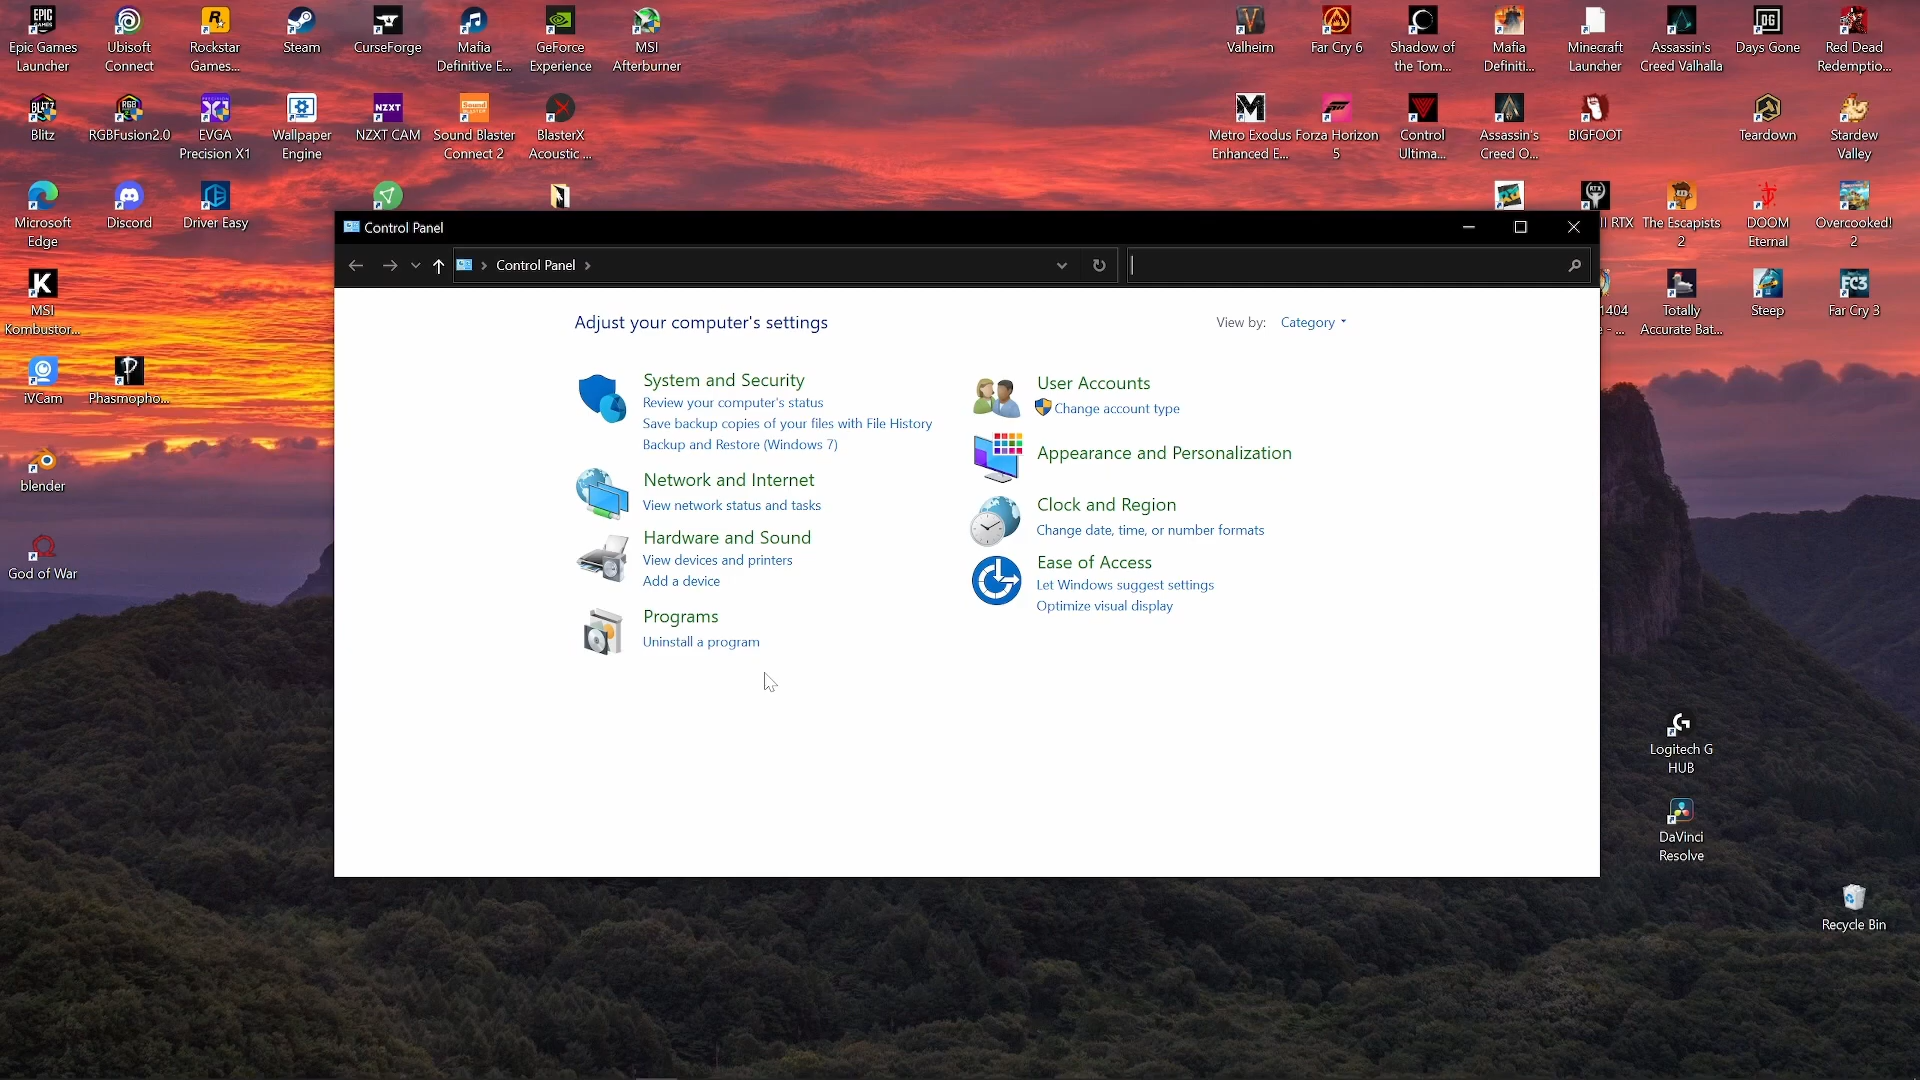 Epic Games
Launcher
Ubisoft
Connect
Rockstar
Games...
Steam
CurseForge
Mafia
Definitive E...
GeForce
Experience
MSI
Afterburner
Valheim
Far Cry 6
Shadow of
the Tom...
Mafia
Definiti...
Minecraft
Launcher
Assassin's
Creed Valhalla
Days Gone
Red Dead
Redemptio...
Blitz
RGBFusion2.0
EVGA
Precision X1
Wallpaper
Engine
NZXT CAM
Sound Blaster
Connect 2
BlasterX
Acoustic ...
Metro Exodus
Enhanced E...
Forza Horizon
5
Control
Ultima...
Assassin's
Creed O...
BIGFOOT
Teardown
Stardew
Valley
Microsoft
Edge
Discord
Driver Easy
II RTX
The Escapists
2
DOOM
Eternal
Overcooked!
2
MSI
Kombustor...
1404
e - ...
Totally
Accurate Bat...
Steep
Far Cry 3
iVCam
Phasmopho...
blender
God of War
Control Panel
Control Panel
Adjust your computer's settings
View by: Category
System and Security
Review your computer's status
Save backup copies of your files with File History
Backup and Restore (Windows 7)
Network and Internet
View network status and tasks
Hardware and Sound
View devices and printers
Add a device
Programs
Uninstall a program
User Accounts
Change account type
Appearance and Personalization
Clock and Region
Change date, time, or number formats
Ease of Access
Let Windows suggest settings
Optimize visual display
Logitech G
HUB
DaVinci
Resolve
Recycle Bin